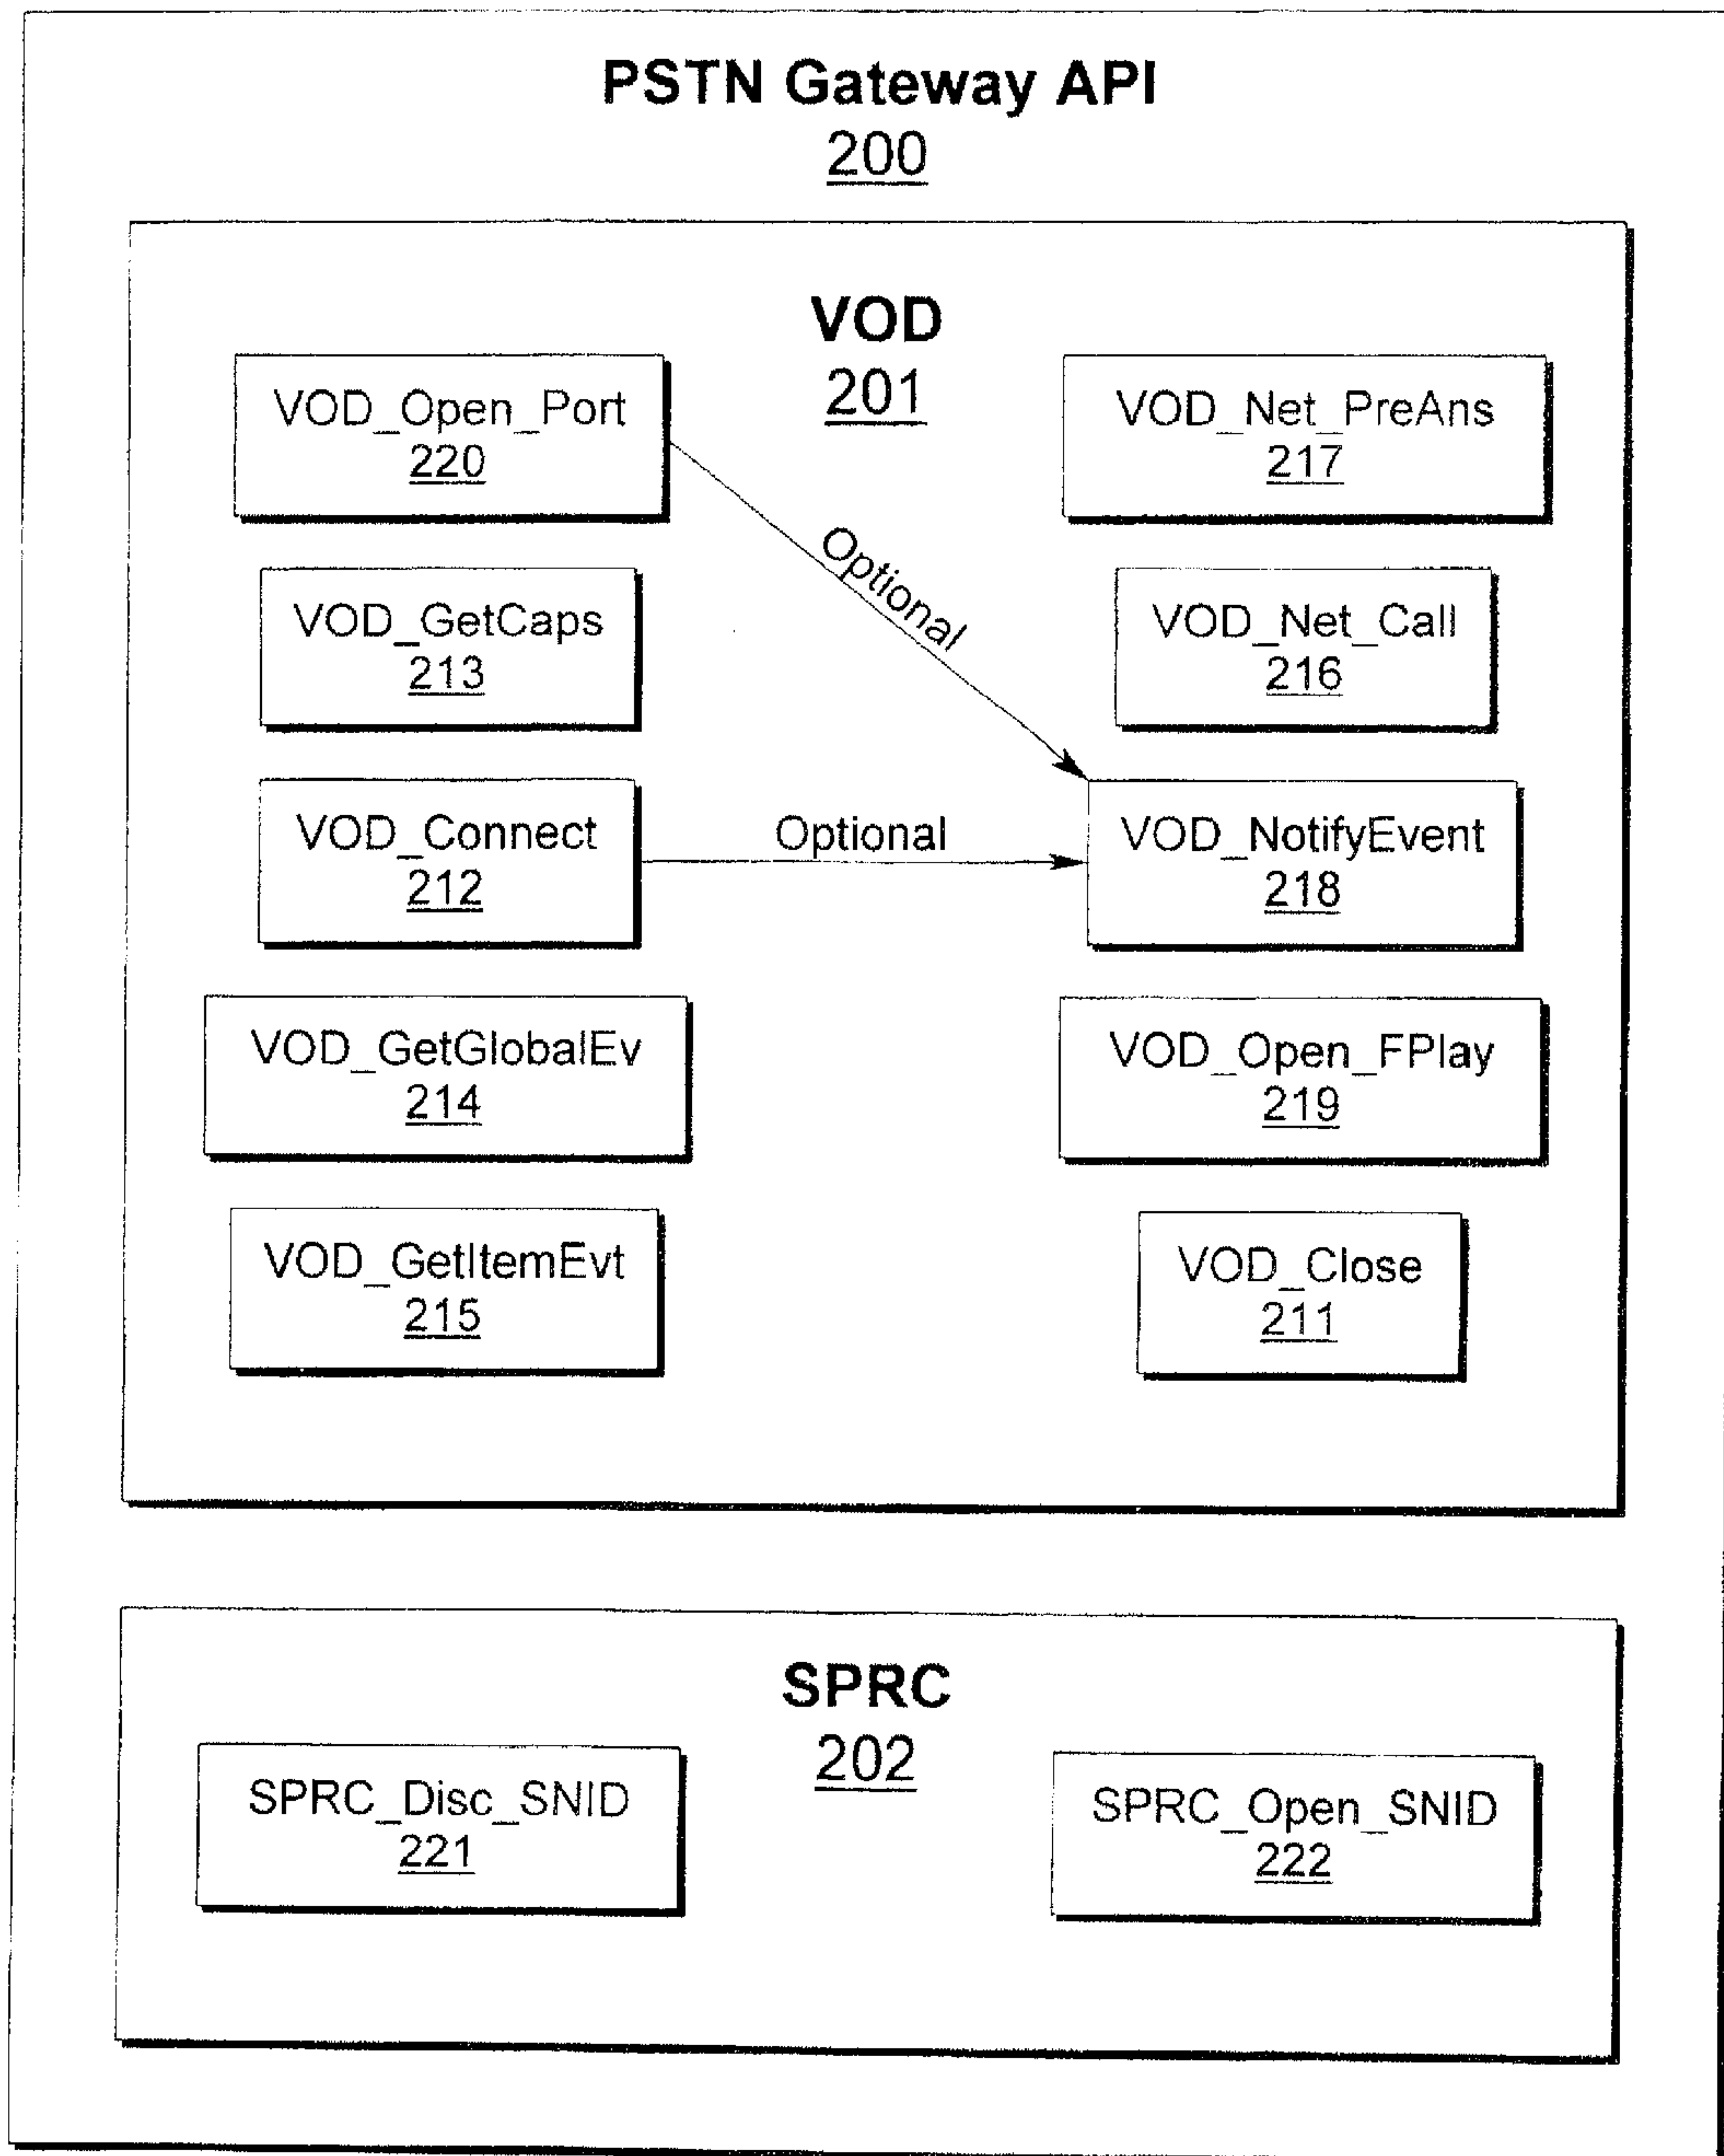 PSTN Gateway API
200
VOD
201
VOD_Open_Port
220
VOD_Net_PreAns
217
Optional
VOD_GetCaps
213
VOD_Net_Call
216
VOD_Connect
212
Optional
VOD_NotifyEvent
218
VOD_GetGlobalEv
214
VOD_Open_FPlay
219
VOD_GetItemEvt
215
VOD_Close
211
SPRC
202
SPRC_Disc_SNID
221
SPRC_Open_SNID
222